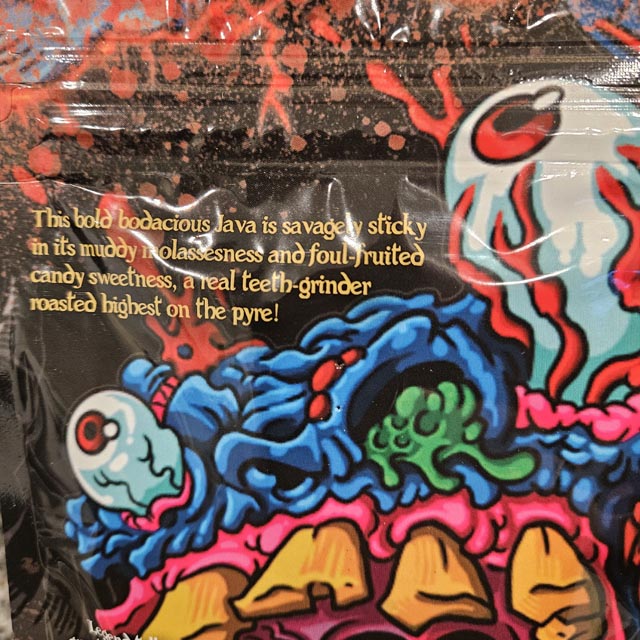 This bold bodacious Java is savagely sticky
in its muddy molassesness and foul-fruited
candy sweetness, a real teeth-grinder
roasted highest on the pyre!